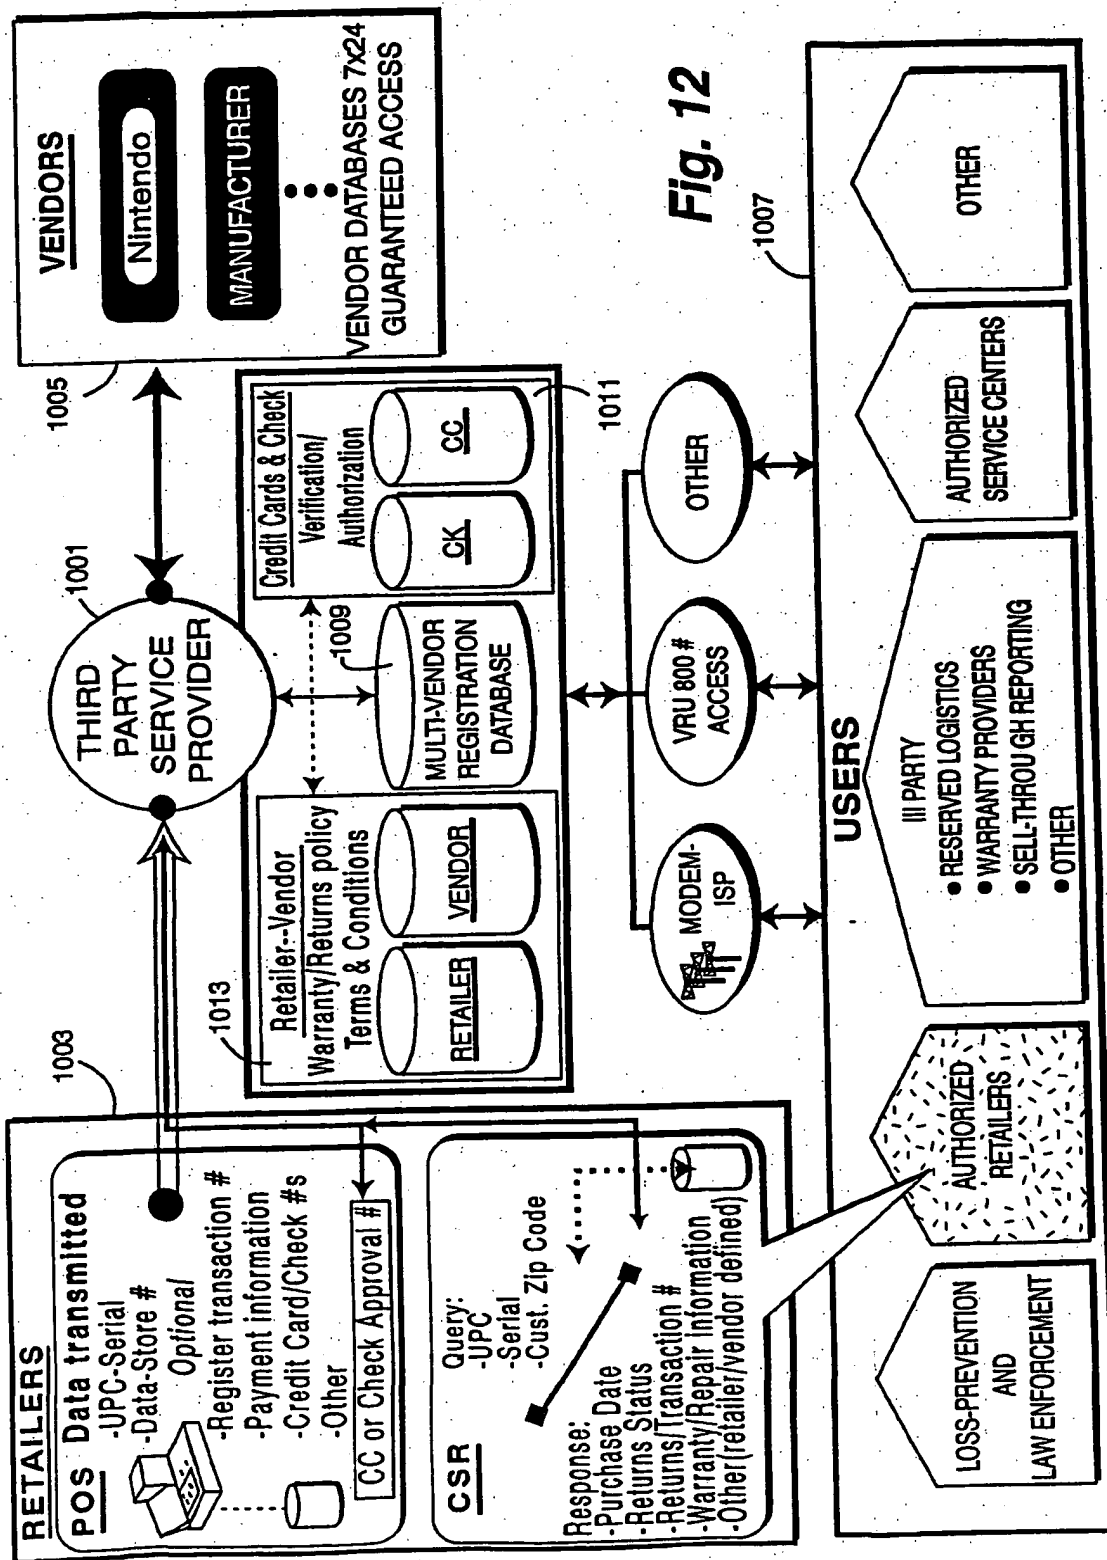 RETAILERS
POS Data transmitted
-UPC-Serial
-Data-Store #
Optional
-Register transaction #
-Payment information
-Credit Card/Check #s
-Other
CC or Check Approval #
CSR
Query:
-UPC
-Serial
-Cust. Zip Code
Response:
-Purchase Date
-Returns Status
-Returns/Transaction #
-Warranty/Repair Information
-Other(retailer/vendor defined)
1003
THIRD
PARTY
SERVICE
PROVIDER
1001
1005
VENDORS
Nintendo
MANUFACTURER
VENDOR DATABASES 7x24
GUARANTEED ACCESS
1013
Retailer--Vendor
Warranty/Returns policy
Terms & Conditions
RETAILER
VENDOR
1009
MULTI-VENDOR
REGISTRATION
DATABASE
Credit Cards & Check
Verification/
Authorization
CK
CC
1011
MODEM-
ISP
VRU 800 #
ACCESS
OTHER
Fig. 12
1007
USERS
LOSS-PREVENTION
AND
LAW ENFORCEMENT
AUTHORIZED
RETAILERS
III PARTY
● RESERVED LOGISTICS
● WARRANTY PROVIDERS
● SELL-THROUGH REPORTING
● OTHER
AUTHORIZED
SERVICE CENTERS
OTHER